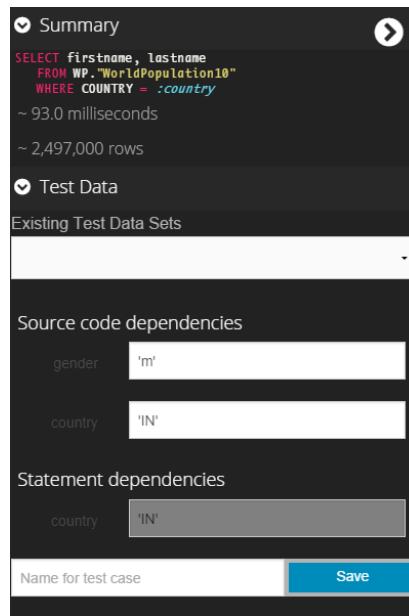 Summary
SELECT firstname, lastname
FROM WP."WorldPopulation10"
WHERE COUNTRY = :country
~ 93.0 milliseconds
~ 2,497,000 rows
Test Data
Existing Test Data Sets
Source code dependencies
gender 'm'
country 'IN'
Statement dependencies
country 'IN'
Name for test case Save